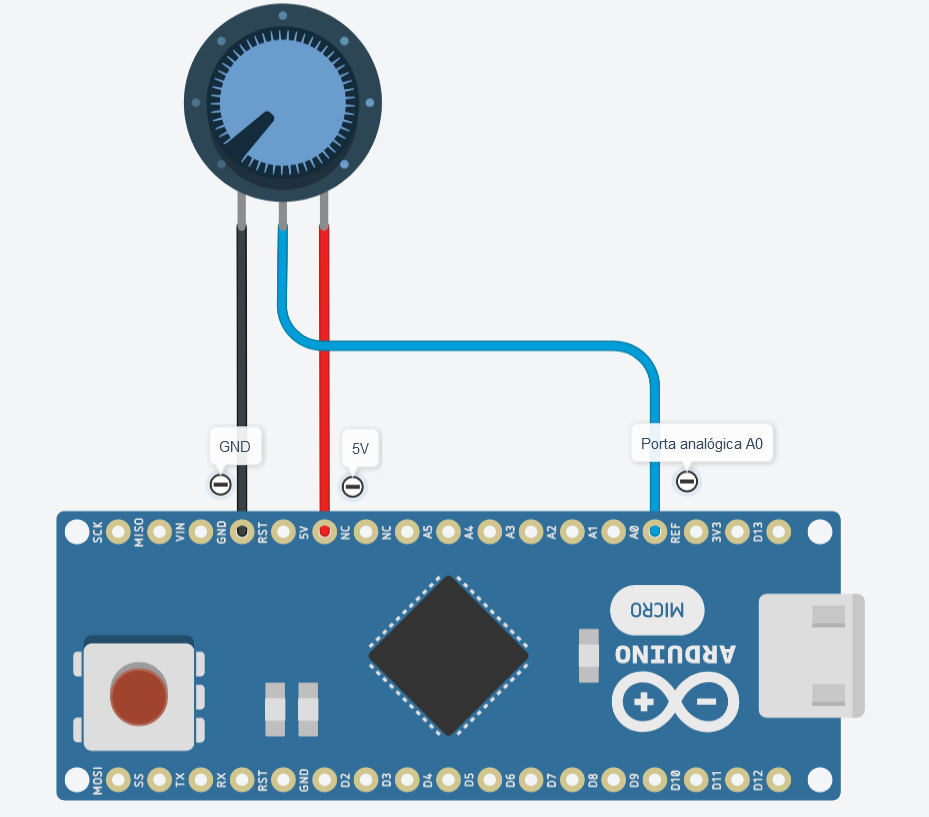 GND
5V
Porta analógica A0
SCK
MISO
VIN
GND
RST
5V
NC
NC
A5
A4
A3
A2
A1
A0
REF
3V3
D13
MICRO
ARDUINO
MOSI
SS
TX
RX
RST
GND
D2
D3
D4
D5
D6
D7
D8
D9
D10
D11
D12